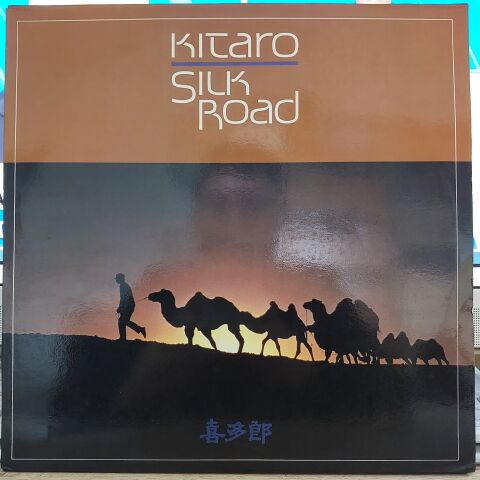 Kitaro
Silk
Road
喜多郎